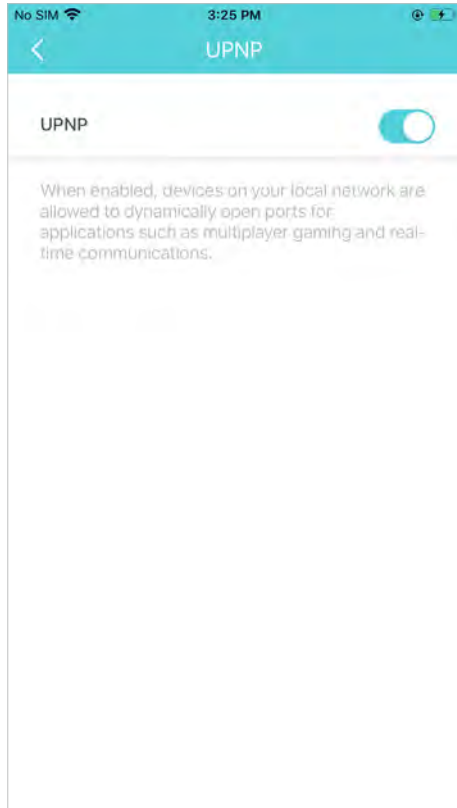 No SIM 3:25 PM
UPNP
UPNP
When enabled, devices on your local network are
allowed to dynamically open ports for
applications such as multiplayer gaming and real-
time communications.